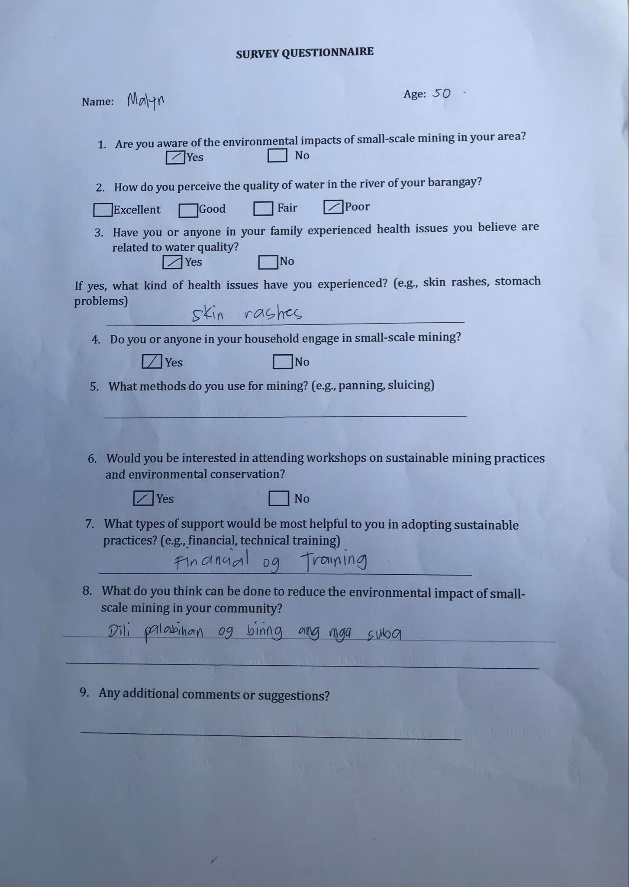 SURVEY QUESTIONNAIRE
Name: Malyn Age: 50
1. Are you aware of the environmental impacts of small-scale mining in your area?
Yes No
2. How do you perceive the quality of water in the river of your barangay?
Excellent Good Fair Poor
3. Have you or anyone in your family experienced health issues you believe are
related to water quality?
Yes No
If yes, what kind of health issues have you experienced? (e.g., skin rashes, stomach
problems)
skin rashes
4. Do you or anyone in your household engage in small-scale mining?
Yes No
5. What methods do you use for mining? (e.g., panning, sluicing)
6. Would you be interested in attending workshops on sustainable mining practices
and environmental conservation?
Yes No
7. What types of support would be most helpful to you in adopting sustainable
practices? (e.g., financial, technical training)
Financial og Training
8. What do you think can be done to reduce the environmental impact of small-
scale mining in your community?
Dili og ang mga suba
9. Any additional comments or suggestions?